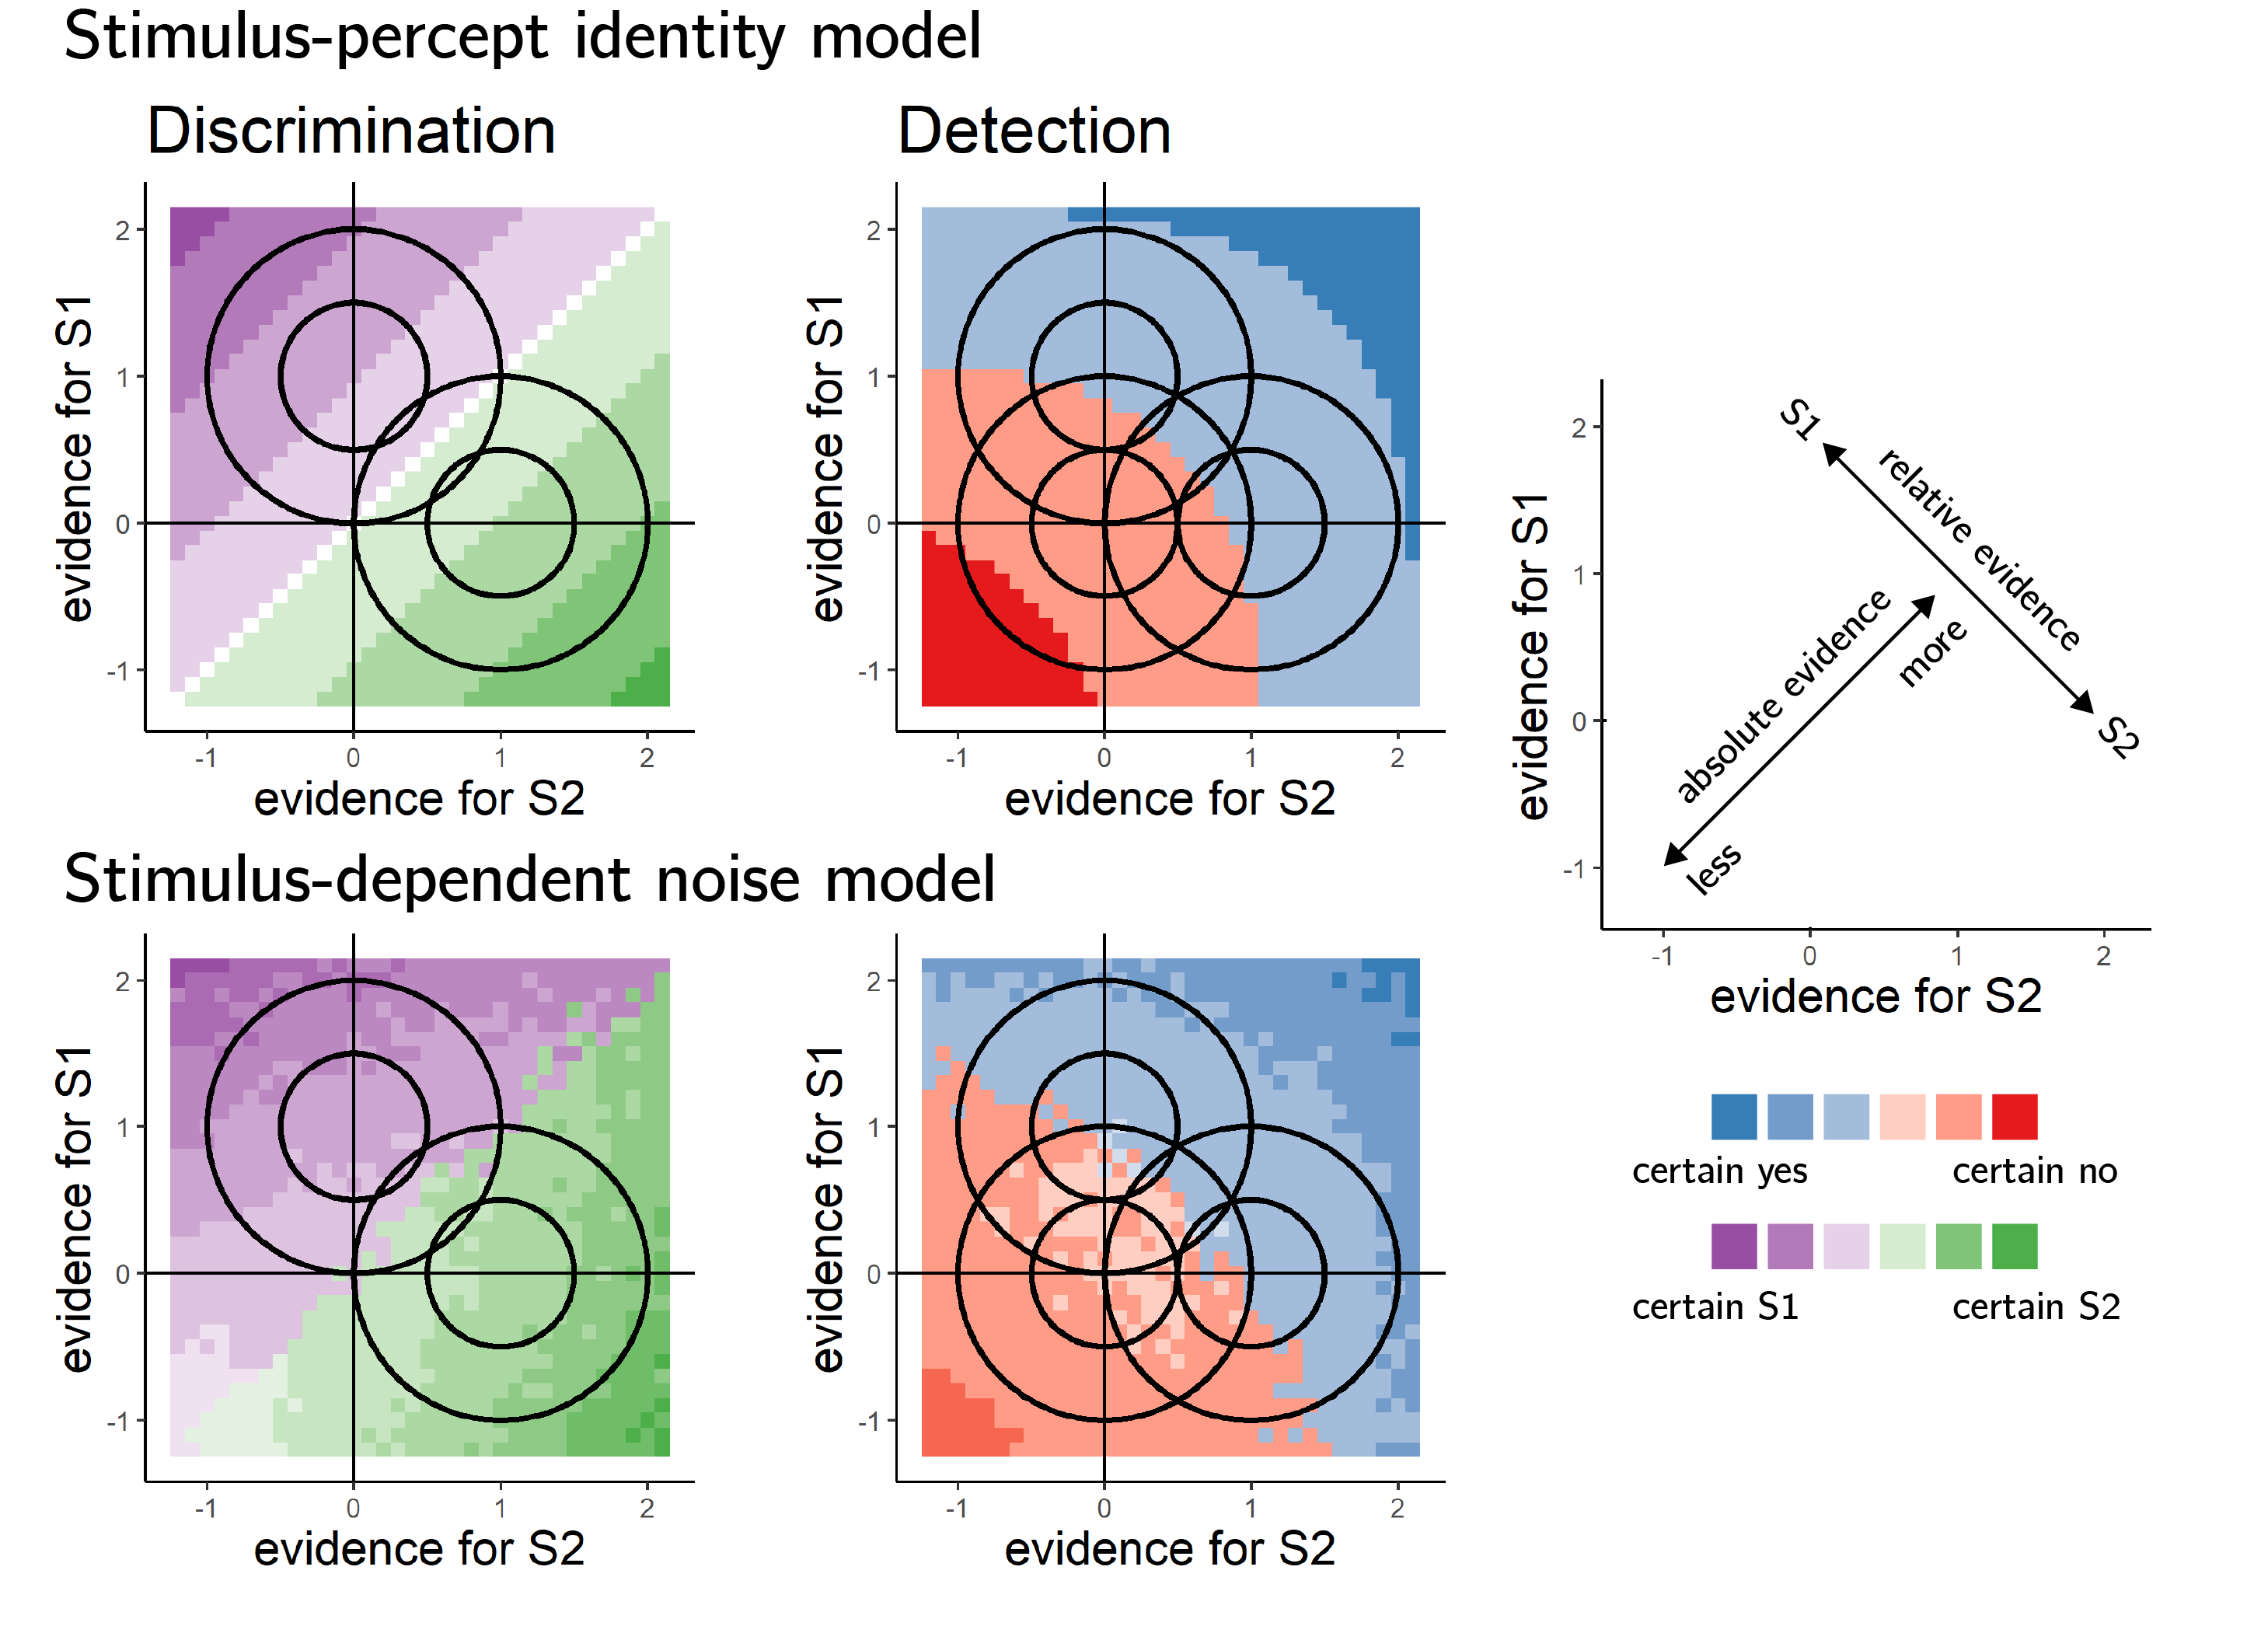 Stimulus-percept identity model
Discrimination
Detection
evidence for S1
2
1
0
-1
-1
0
1
2
evidence for S2
evidence for S1
2
1
0
-1
-1
0
1
2
evidence for S2
evidence for S1
2
1
0
-1
S1
relative evidence
S2
absolute evidence
more
less
-1
0
1
2
evidence for S2
Stimulus-dependent noise model
evidence for S1
2
1
0
-1
-1
0
1
2
evidence for S2
evidence for S1
2
1
0
-1
-1
0
1
2
evidence for S2
certain yes
certain no
certain S1
certain S2